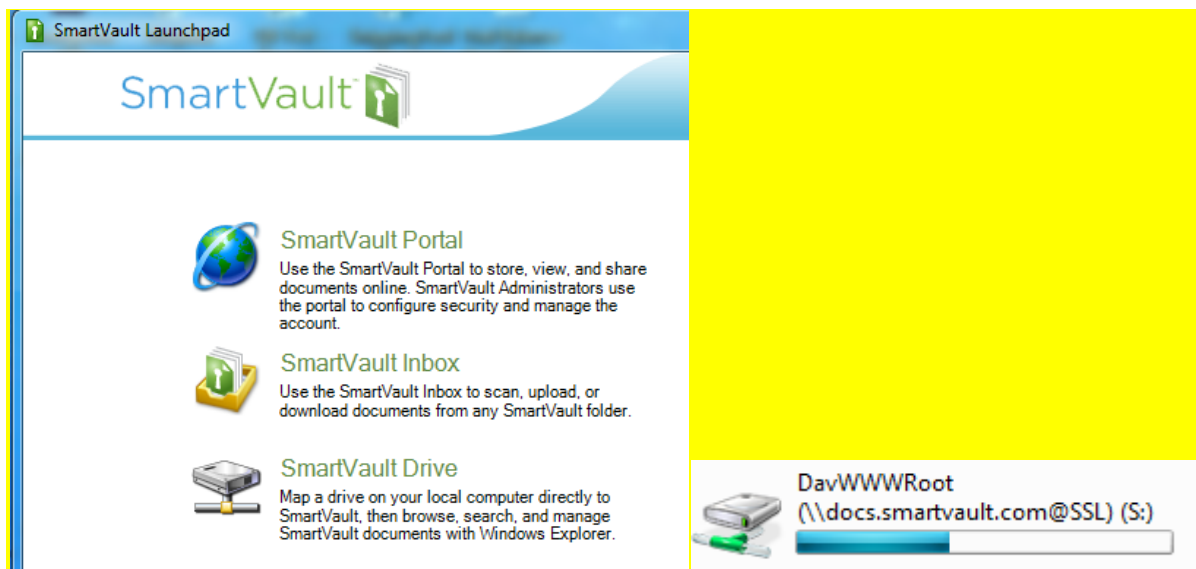 SmartVault Launchpad
SmartVault™
SmartVault Portal
Use the SmartVault Portal to store, view, and share
documents online. SmartVault Administrators use
the portal to configure security and manage the
account.
SmartVault Inbox
Use the SmartVault Inbox to scan, upload, or
download documents from any SmartVault folder.
SmartVault Drive
Map a drive on your local computer directly to
SmartVault, then browse, search, and manage
SmartVault documents with Windows Explorer.
DavWWWRoot
(\\docs.smartvault.com@SSL) (S:)